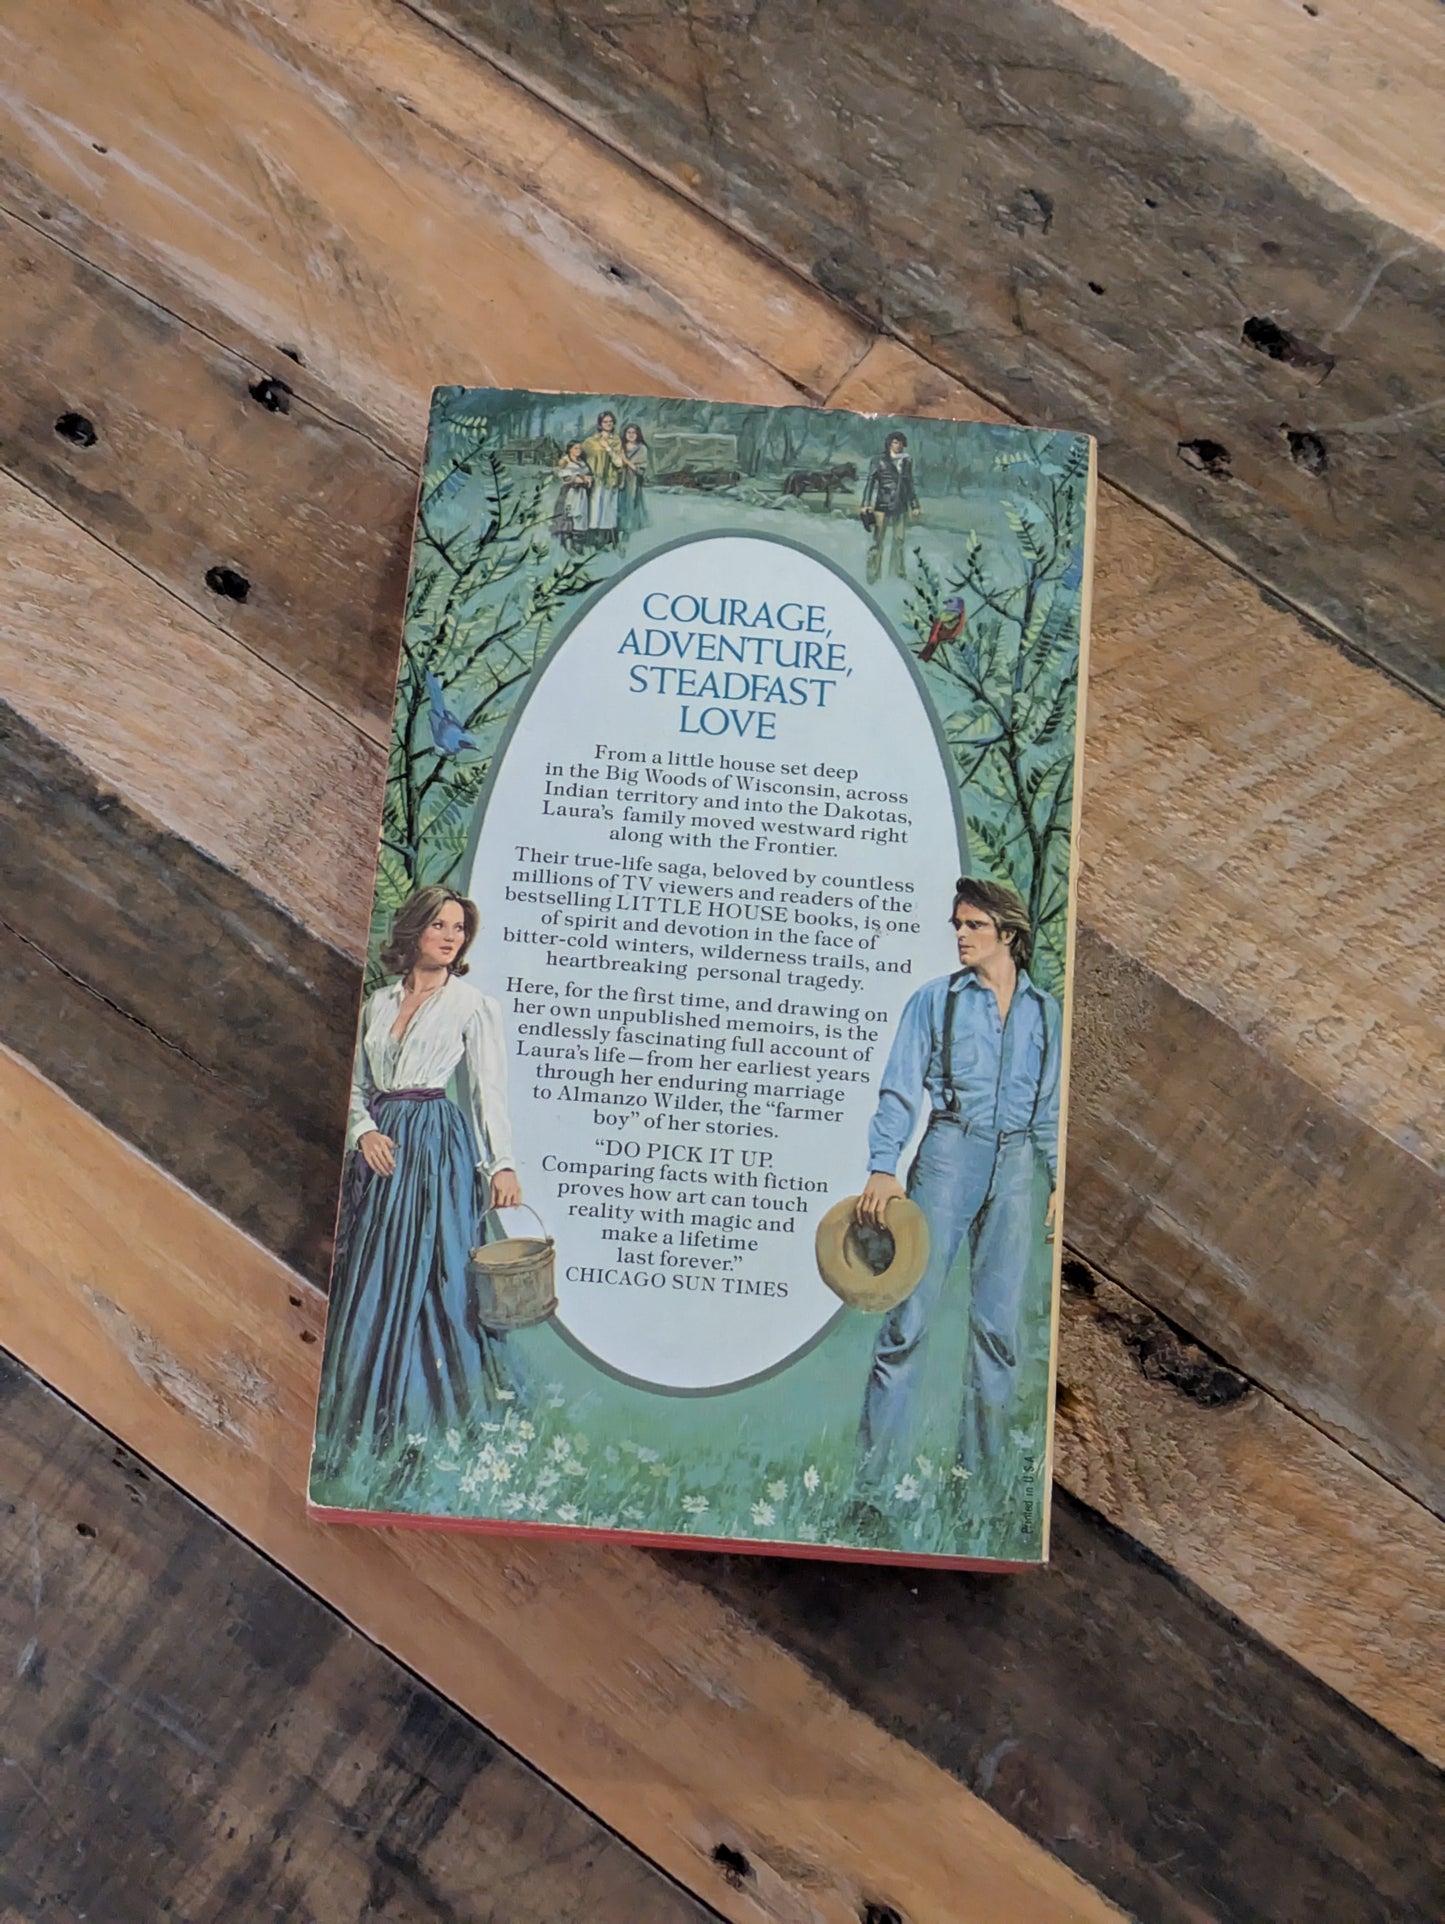 COURAGE,
ADVENTURE,
STEADFAST
LOVE
From a little house set deep
in the Big Woods of Wisconsin, across
Indian territory and into the Dakotas,
Laura's family moved westward right
along with the Frontier.
Their true-life saga, beloved by countless
millions of TV viewers and readers of the
bestselling LITTLE HOUSE books, is one
of spirit and devotion in the face of
bitter-cold winters, wilderness trails, and
heartbreaking personal tragedy.
Here, for the first time, and drawing on
her own unpublished memoirs, is the
endlessly fascinating full account of
Laura's life—from her earliest years
through her enduring marriage
to Almanzo Wilder, the "farmer
boy" of her stories.
"DO PICK IT UP.
Comparing facts with fiction
proves how art can touch
reality with magic and
make a lifetime
last forever."
CHICAGO SUN TIMES
Printed in U.S.A.